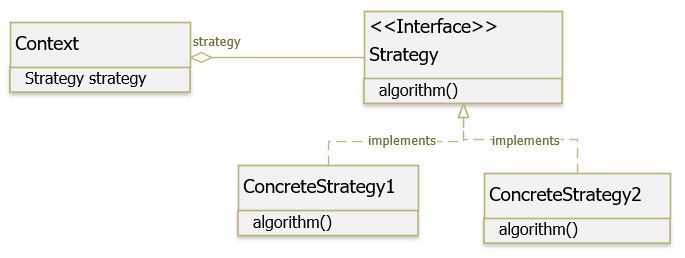 Context
Strategy strategy
strategy
<<Interface>>
Strategy
algorithm()
implements
implements
ConcreteStrategy1
algorithm()
ConcreteStrategy2
algorithm()